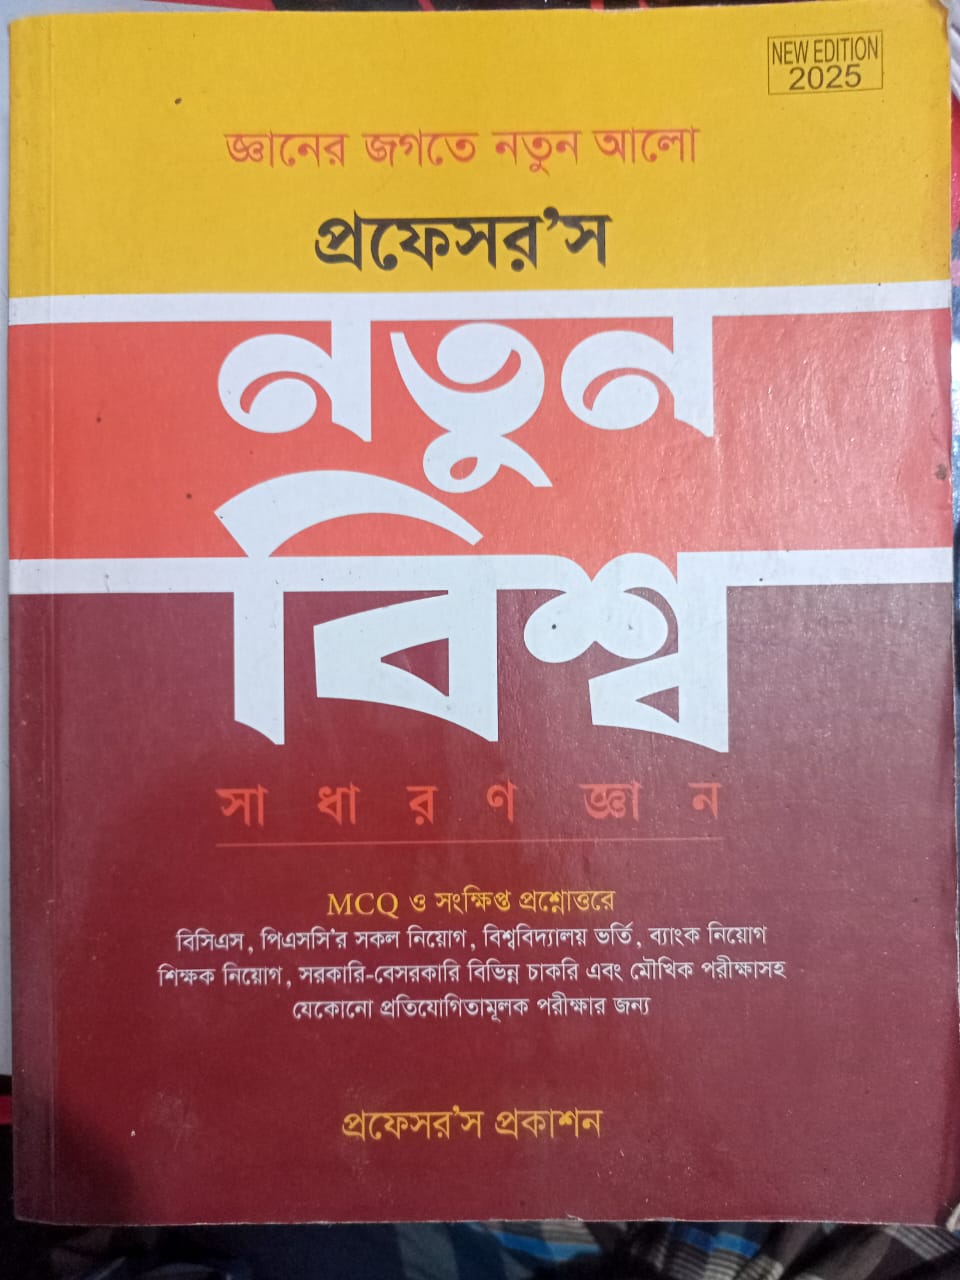 NEW EDITION
2025
জ্ঞানের জগতে নতুন আলো
প্রফেসর'স
নতুন
বিশ্ব
সাধারণ জ্ঞান
MCQ ও সংক্ষিপ্ত প্রশ্নোত্তরে
বিসিএস, পিএসসি'র সকল নিয়োগ, বিশ্ববিদ্যালয় ভর্তি, ব্যাংক নিয়োগ
শিক্ষক নিয়োগ, সরকারি-বেসরকারি বিভিন্ন চাকরি এবং মৌখিক পরীক্ষাসহ
যেকোনো প্রতিযোগিতামূলক পরীক্ষার জন্য
প্রফেসর'স প্রকাশন